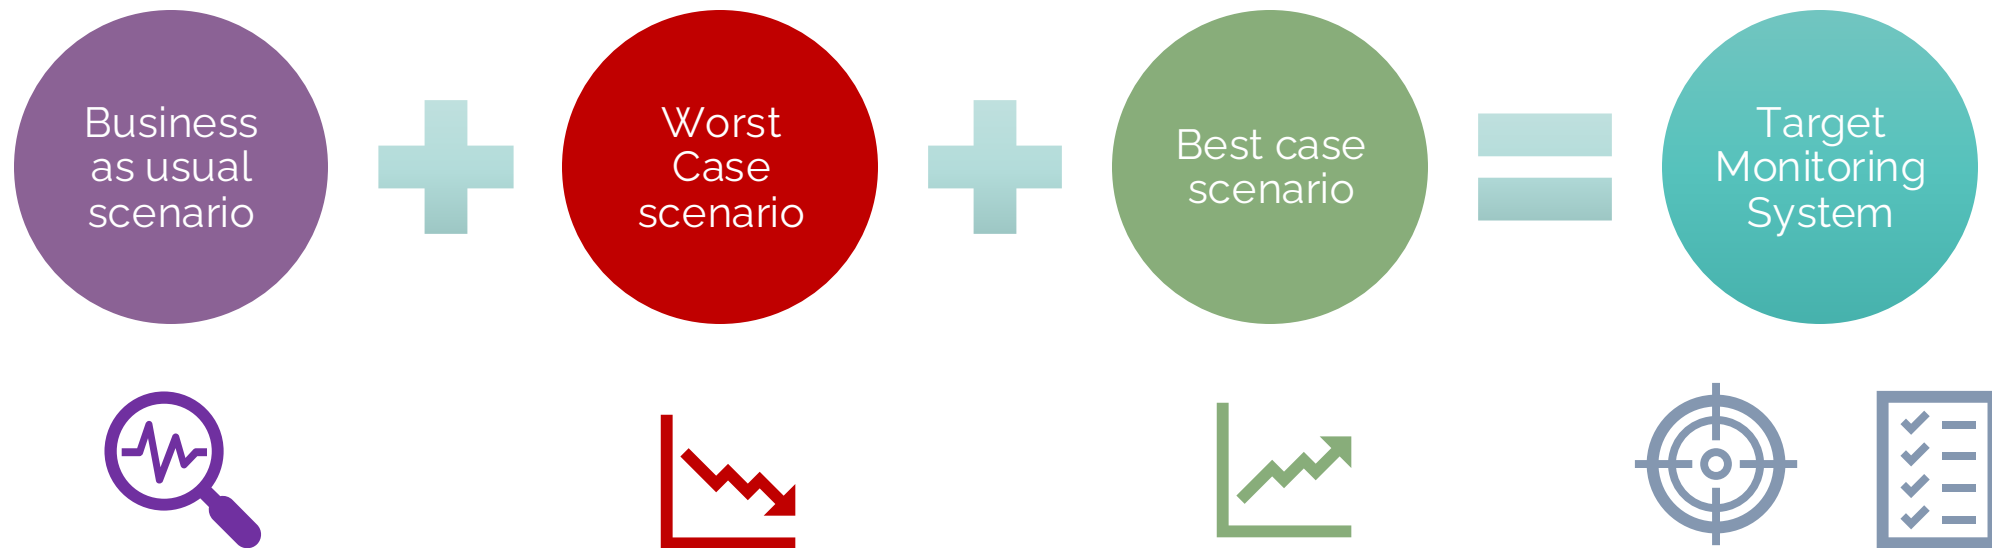 Business
as usual
scenario
Worst
Case
scenario
Best case
scenario
Target
Monitoring
System